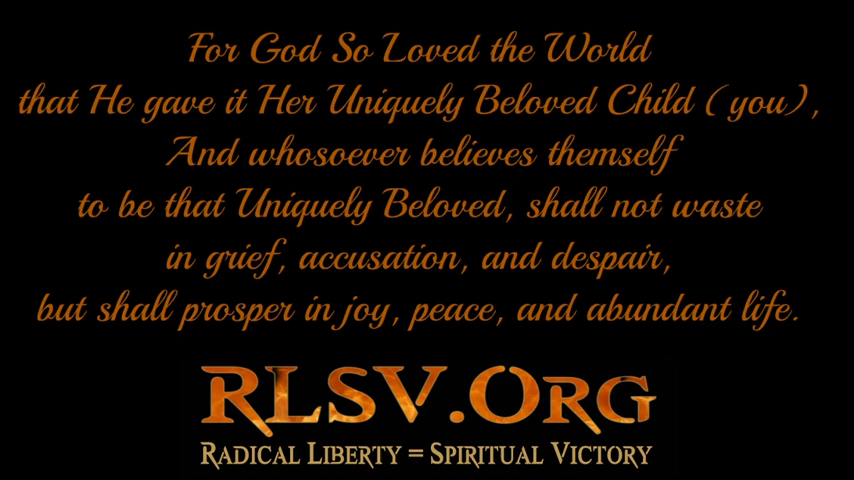 For God So Loved the World
that He gave it Her Uniquely Beloved Child (you),
And whosoever believes themself
to be that Uniquely Beloved, shall not waste
in grief, accusation, and despair,
but shall prosper in joy, peace, and abundant life.
RLSV.Org
Radical Liberty = Spiritual Victory